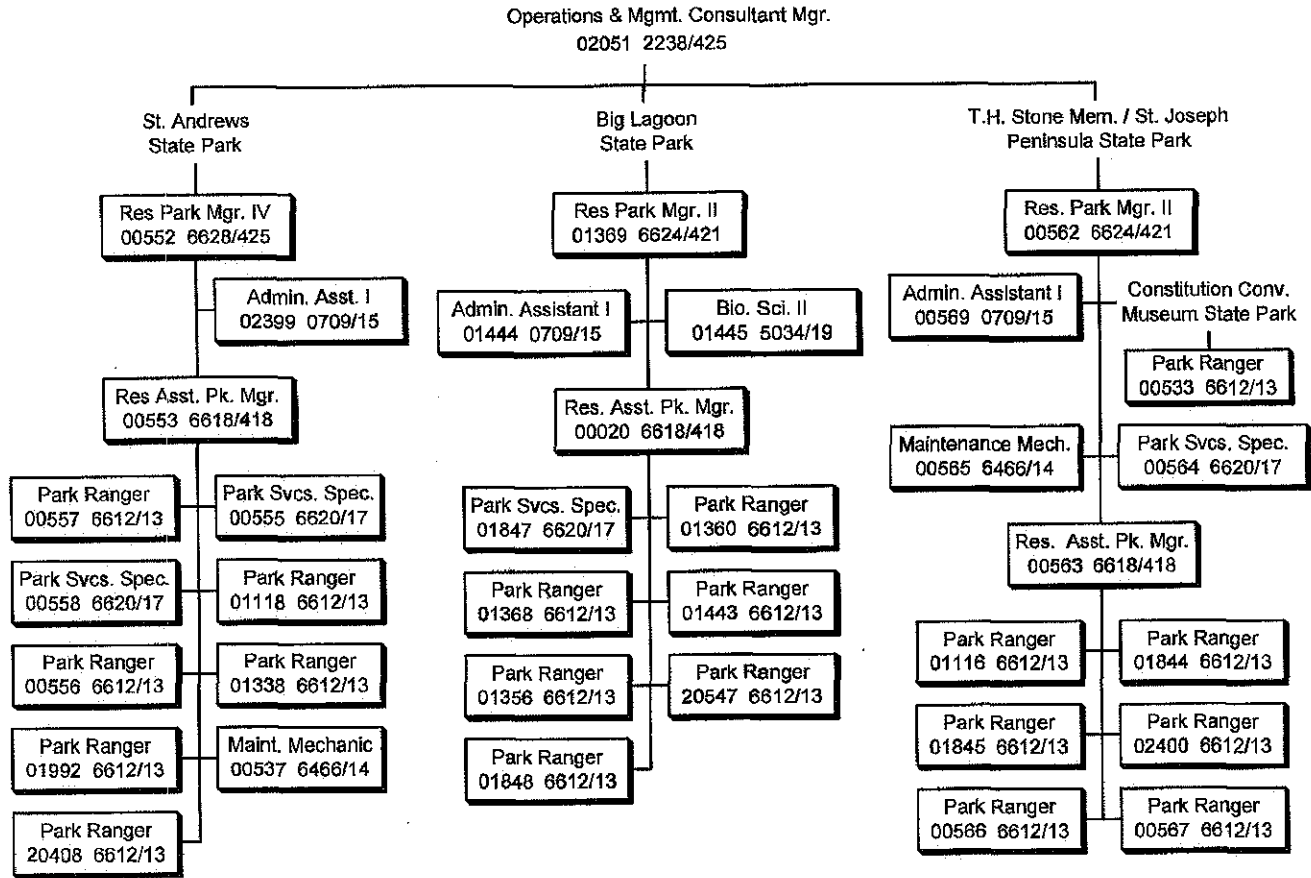 Operations & Mgmt. Consultant Mgr.
02051 2238/425
St. Andrews
State Park
Res Park Mgr. IV
00552 6628/425
Admin. Asst. I
02399 0709/15
Res Asst. Pk. Mgr.
00553 6618/418
Park Ranger
00557 6612/13
Park Svcs. Spec.
00555 6620/17
Park Svcs. Spec.
00558 6620/17
Park Ranger
01118 6612/13
Park Ranger
00556 6612/13
Park Ranger
01338 6612/13
Park Ranger
01992 6612/13
Maint. Mechanic
00537 6466/14
Park Ranger
20408 6612/13
Big Lagoon
State Park
Res Park Mgr. II
01369 6624/421
Admin. Assistant I
01444 0709/15
Bio. Sci. II
01445 5034/19
Res. Asst. Pk. Mgr.
00020 6618/418
Park Svcs. Spec.
01847 6620/17
Park Ranger
01360 6612/13
Park Ranger
01368 6612/13
Park Ranger
01443 6612/13
Park Ranger
01356 6612/13
Park Ranger
20547 6612/13
Park Ranger
01848 6612/13
T.H. Stone Mem. / St. Joseph
Peninsula State Park
Res. Park Mgr. II
00562 6624/421
Admin. Assistant I
00569 0709/15
Constitution Conv.
Museum State Park
Park Ranger
00533 6612/13
Maintenance Mech.
00565 6466/14
Park Svcs. Spec.
00564 6620/17
Res. Asst. Pk. Mgr.
00563 6618/418
Park Ranger
01116 6612/13
Park Ranger
01844 6612/13
Park Ranger
01845 6612/13
Park Ranger
02400 6612/13
Park Ranger
00566 6612/13
Park Ranger
00567 6612/13